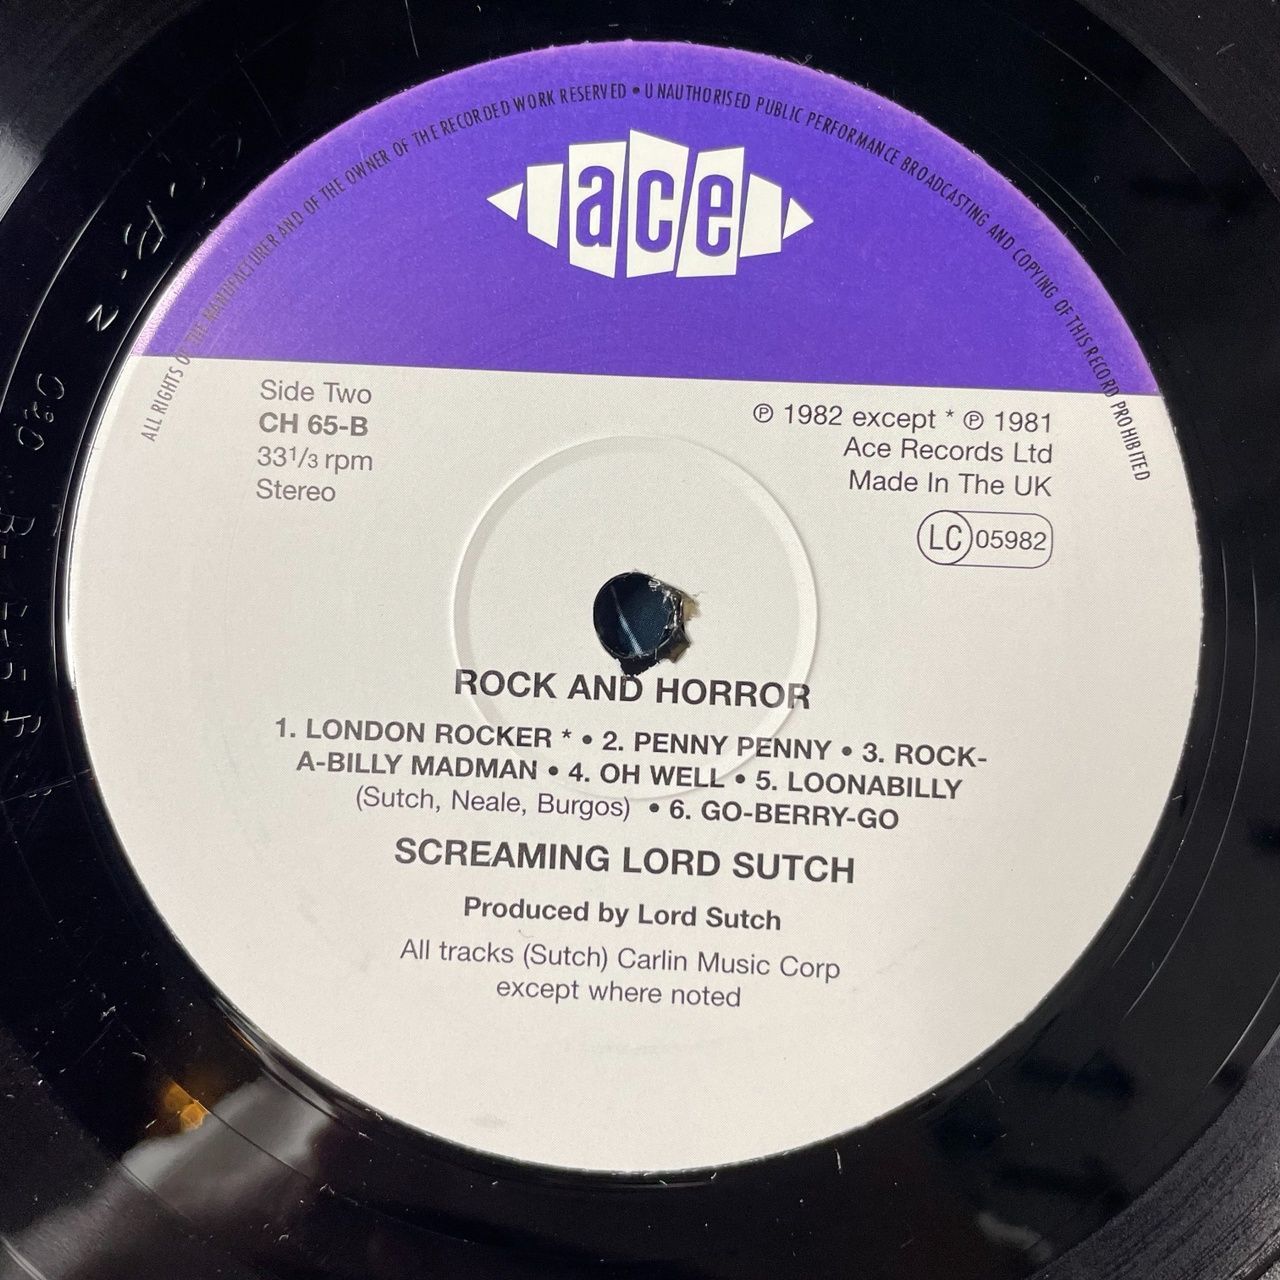 ALL RIGHTS OF THE MANUFACTURER AND OF THE OWNER OF THE RECORDED WORK RESERVED • UNAUTHORISED PUBLIC PERFORMANCE BROADCASTING AND COPYING OF THIS RECORD PROHIBITED
ace
Side Two
CH 65-B
33 1/3 rpm
Stereo
℗ 1982 except * ℗ 1981
Ace Records Ltd
Made In The UK
LC 05982
ROCK AND HORROR
1. LONDON ROCKER * • 2. PENNY PENNY • 3. ROCK-
A-BILLY MADMAN • 4. OH WELL • 5. LOONABILLY
(Sutch, Neale, Burgos) • 6. GO-BERRY-GO
SCREAMING LORD SUTCH
Produced by Lord Sutch
All tracks (Sutch) Carlin Music Corp
except where noted